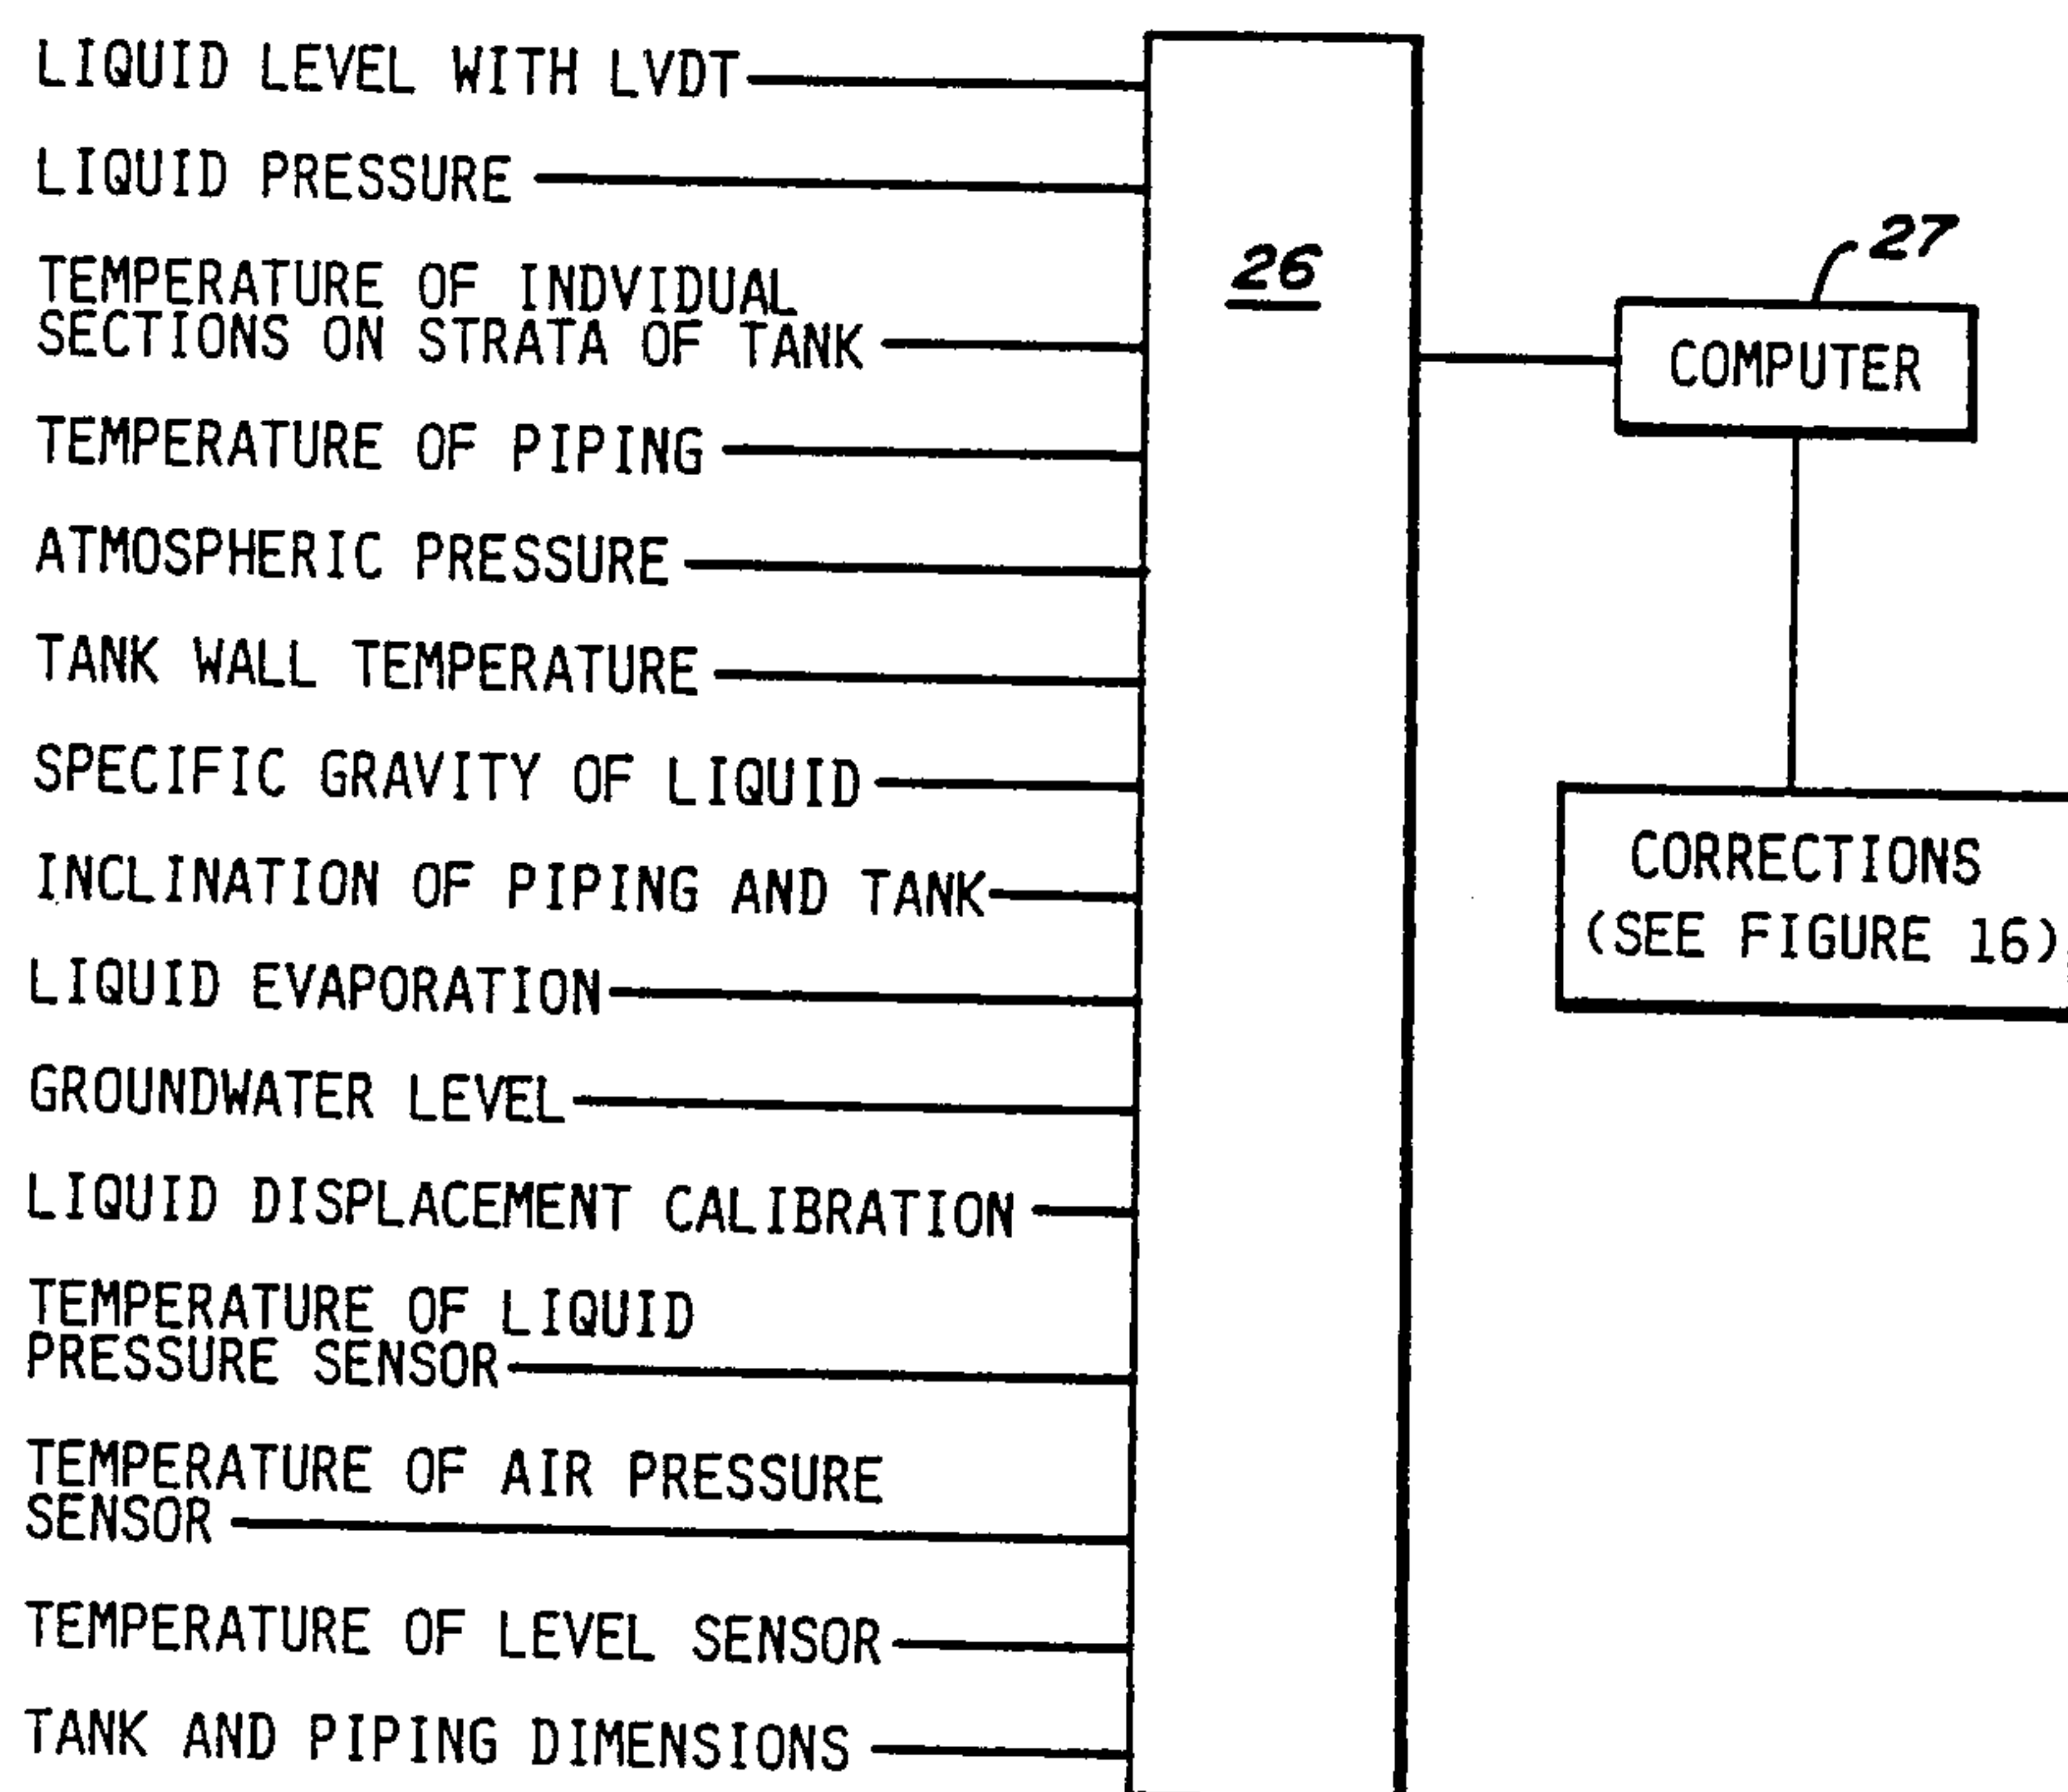 LIQUID LEVEL WITH LVDT
LIQUID PRESSURE
TEMPERATURE OF INDVIDUAL
SECTIONS ON STRATA OF TANK
TEMPERATURE OF PIPING
ATMOSPHERIC PRESSURE
TANK WALL TEMPERATURE
SPECIFIC GRAVITY OF LIQUID
INCLINATION OF PIPING AND TANK
LIQUID EVAPORATION
GROUNDWATER LEVEL
LIQUID DISPLACEMENT CALIBRATION
TEMPERATURE OF LIQUID
PRESSURE SENSOR
TEMPERATURE OF AIR PRESSURE
SENSOR
TEMPERATURE OF LEVEL SENSOR
TANK AND PIPING DIMENSIONS
26
27
COMPUTER
CORRECTIONS
(SEE FIGURE 16)